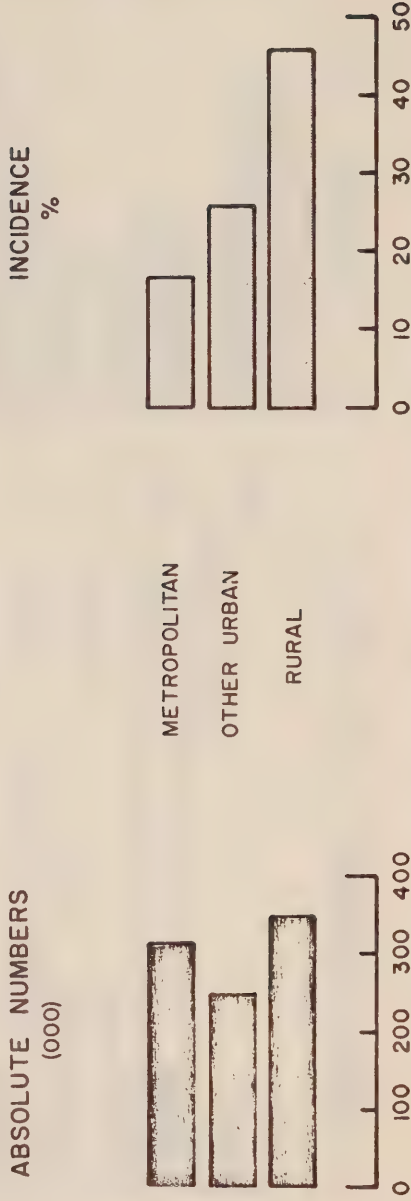 ABSOLUTE NUMBERS
(000)
INCIDENCE
%
METROPOLITAN
OTHER URBAN
RURAL
0 100 200 300 400
0 10 20 30 40 50